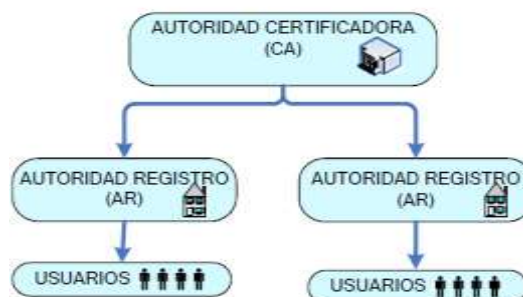 AUTORIDAD CERTIFICADORA
(CA)
AUTORIDAD REGISTRO
(AR)
AUTORIDAD REGISTRO
(AR)
USUARIOS
USUARIOS